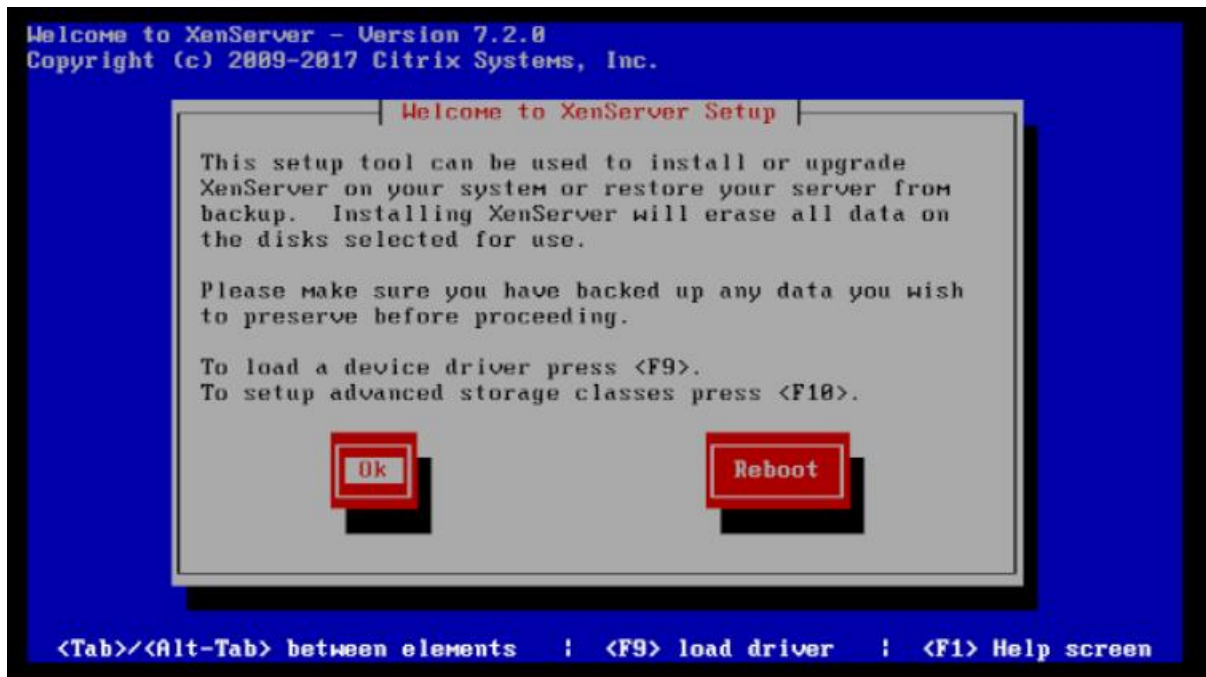 Welcome to XenServer - Version 7.2.0
Copyright (c) 2009-2017 Citrix Systems, Inc.
Welcome to XenServer Setup
This setup tool can be used to install or upgrade
XenServer on your system or restore your server from
backup.  Installing XenServer will erase all data on
the disks selected for use.
Please make sure you have backed up any data you wish
to preserve before proceeding.
To load a device driver press <F9>.
To setup advanced storage classes press <F10>.
Ok Reboot
<Tab>/<Alt-Tab> between elements | <F9> load driver | <F1> Help screen